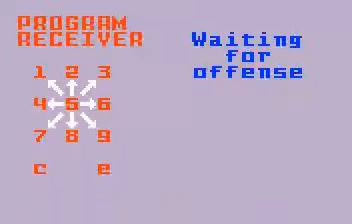 PROGRAM
RECEIVER
Waiting
for
offense
1 2 3
4 5 6
7 8 9
c e